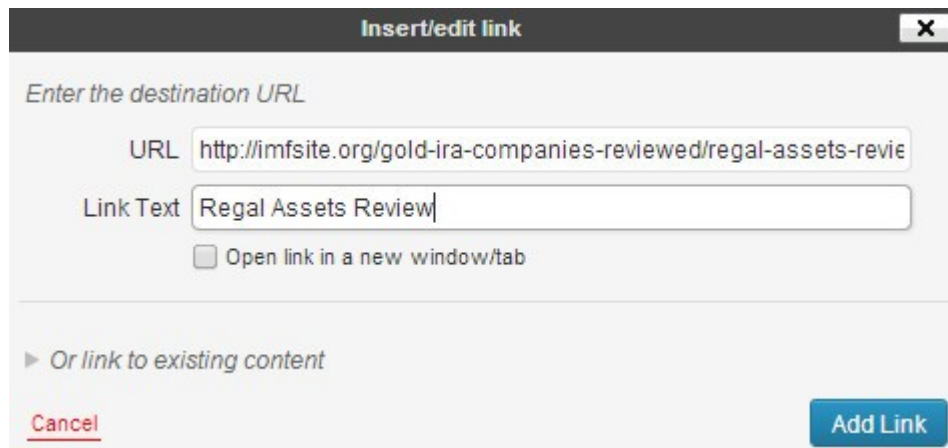 Insert/edit link
Enter the destination URL
URL http://imfsite.org/gold-ira-companies-reviewed/regal-assets-revie
Link Text Regal Assets Review
Open link in a new window/tab
Or link to existing content
Cancel Add Link